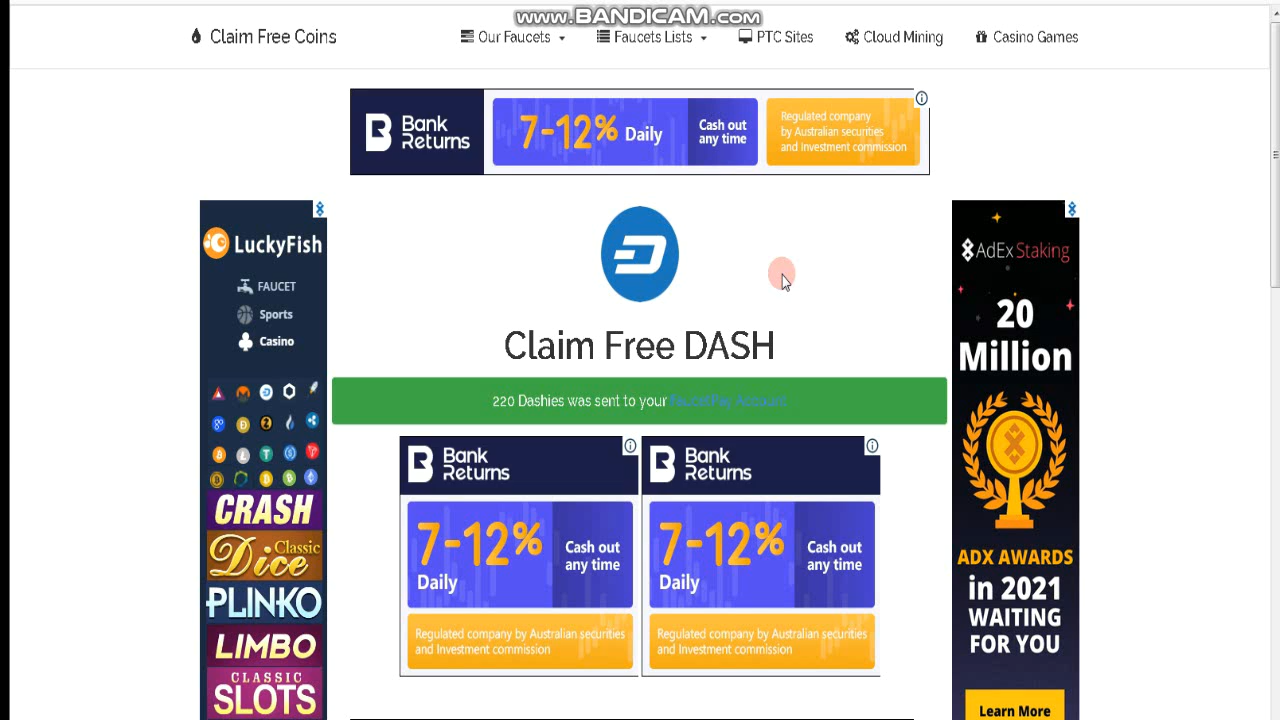 www.BANDICAM.com
Claim Free Coins
Our Faucets
Faucets Lists
PTC Sites
Cloud Mining
Casino Games
Bank
Returns
7-12% Daily
Cash out
any time
Regulated company
by Australian securities
and Investment commission
LuckyFish
FAUCET
Sports
Casino
CRASH
Classic
Dice
PLINKO
LIMBO
CLASSIC
SLOTS
Claim Free DASH
220 Dashies was sent to your FaucetPay Account
Bank
Returns
7-12%
Daily
Cash out
any time
Regulated company by Australian securities
and Investment commission
Bank
Returns
7-12%
Daily
Cash out
any time
Regulated company by Australian securities
and Investment commission
AdEx Staking
20
Million
ADX AWARDS
in 2021
WAITING
FOR YOU
Learn More